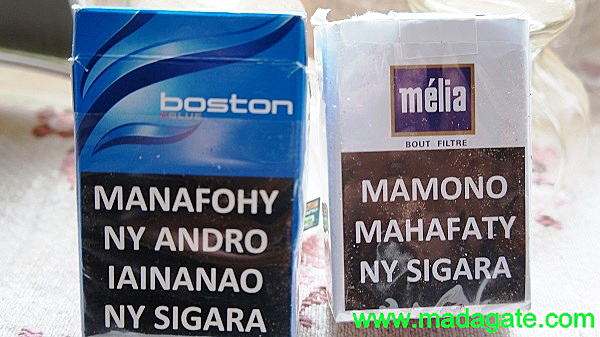 boston
BLUE
MANAFOHY
NY ANDRO
IAINANAO
NY SIGARA
mélia
BOUT FILTRE
MAMONO
MAHAFATY
NY SIGARA
www.madagate.com